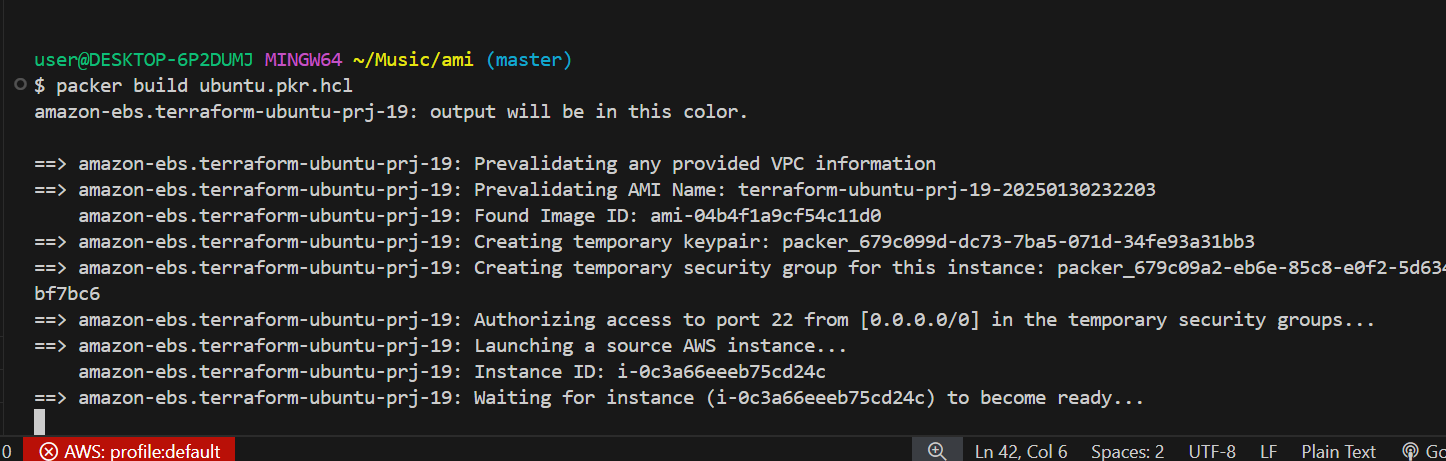 user@DESKTOP-6P2DUMJ MINGW64 ~/Music/ami (master)
$ packer build ubuntu.pkr.hcl
amazon-ebs.terraform-ubuntu-prj-19: output will be in this color.
==> amazon-ebs.terraform-ubuntu-prj-19: Prevalidating any provided VPC information
==> amazon-ebs.terraform-ubuntu-prj-19: Prevalidating AMI Name: terraform-ubuntu-prj-19-20250130232203
amazon-ebs.terraform-ubuntu-prj-19: Found Image ID: ami-04b4f1a9cf54c11d0
==> amazon-ebs.terraform-ubuntu-prj-19: Creating temporary keypair: packer_679c099d-dc73-7ba5-071d-34fe93a31bb3
==> amazon-ebs.terraform-ubuntu-prj-19: Creating temporary security group for this instance: packer_679c09a2-eb6e-85c8-e0f2-5d634
bf7bc6
==> amazon-ebs.terraform-ubuntu-prj-19: Authorizing access to port 22 from [0.0.0.0/0] in the temporary security groups...
==> amazon-ebs.terraform-ubuntu-prj-19: Launching a source AWS instance...
amazon-ebs.terraform-ubuntu-prj-19: Instance ID: i-0c3a66eeeb75cd24c
==> amazon-ebs.terraform-ubuntu-prj-19: Waiting for instance (i-0c3a66eeeb75cd24c) to become ready...
0 AWS: profile:default Ln 42, Col 6 Spaces: 2 UTF-8 LF Plain Text Go